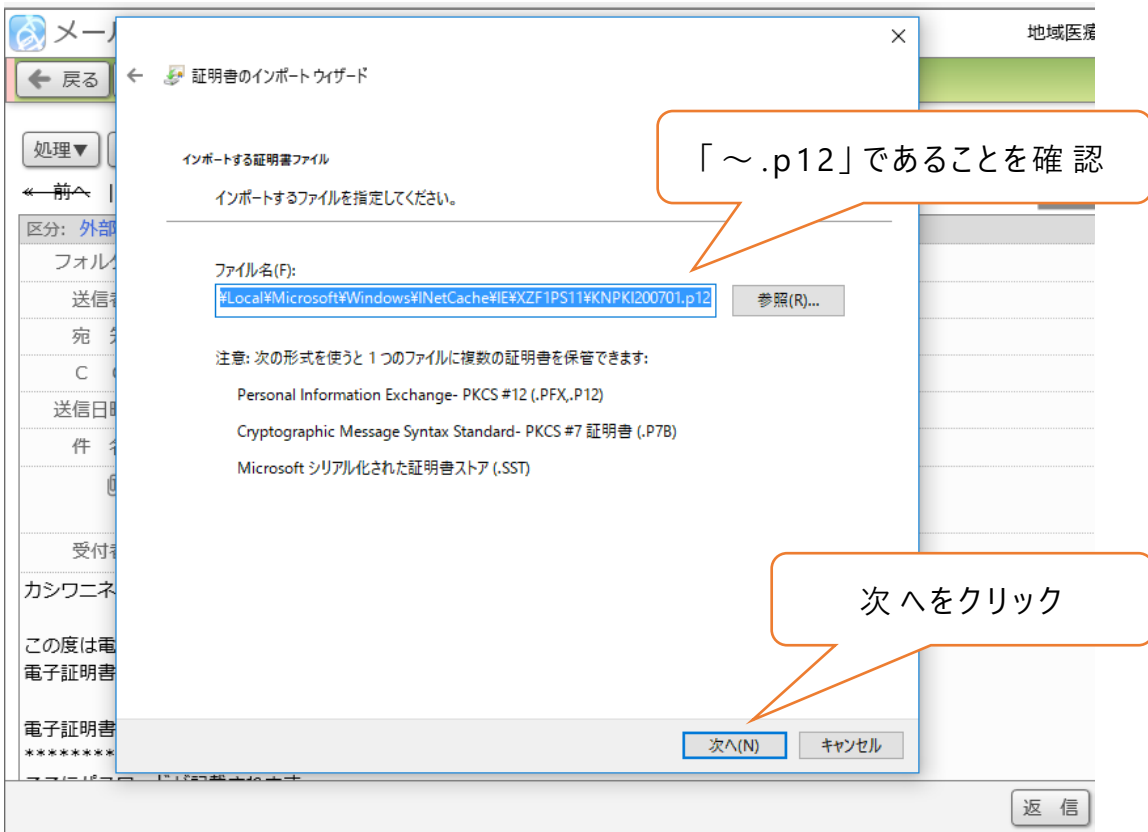 メール
地域医療
戻る
証明書のインポート ウィザード
処理▼
« 前へ |
インポートする証明書ファイル
インポートするファイルを指定してください。
「～.p12」であることを確 認
区分: 外部
フォルダ
送信者
宛
C
送信日時
件
受付者
ファイル名(F):
¥Local¥Microsoft¥Windows¥INetCache¥IE¥XZF1PS11¥KNPKI200701.p12
参照(R)...
注意: 次の形式を使うと 1 つのファイルに複数の証明書を保管できます:
Personal Information Exchange- PKCS #12 (.PFX,.P12)
Cryptographic Message Syntax Standard- PKCS #7 証明書 (.P7B)
Microsoft シリアル化された証明書ストア (.SST)
次 へをクリック
カシワニネ
この度は電
電子証明書
電子証明書
*********
次へ(N)
キャンセル
返 信